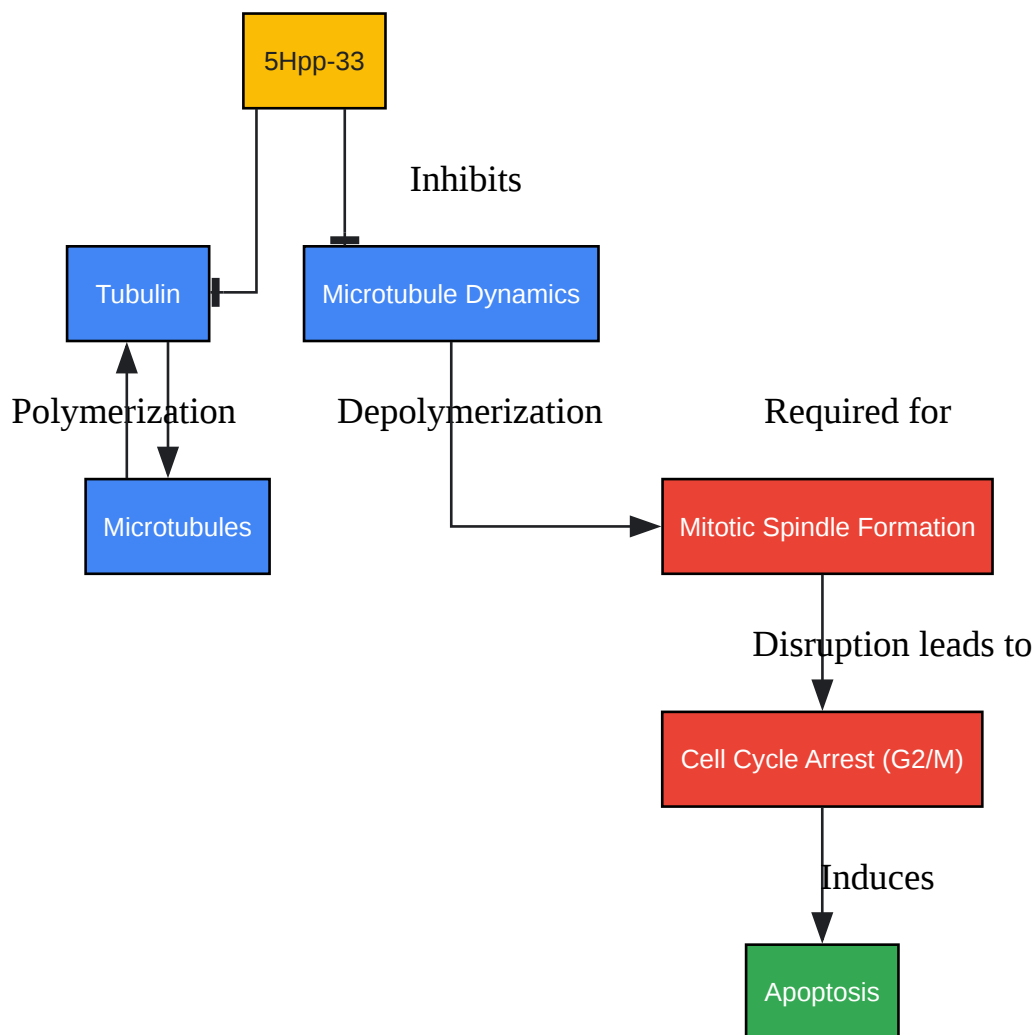 5Hpp-33
Inhibits
Tubulin
Microtubule Dynamics
Polymerization
Depolymerization
Required for
Microtubules
Mitotic Spindle Formation
Disruption leads to
Cell Cycle Arrest (G2/M)
Induces
Apoptosis